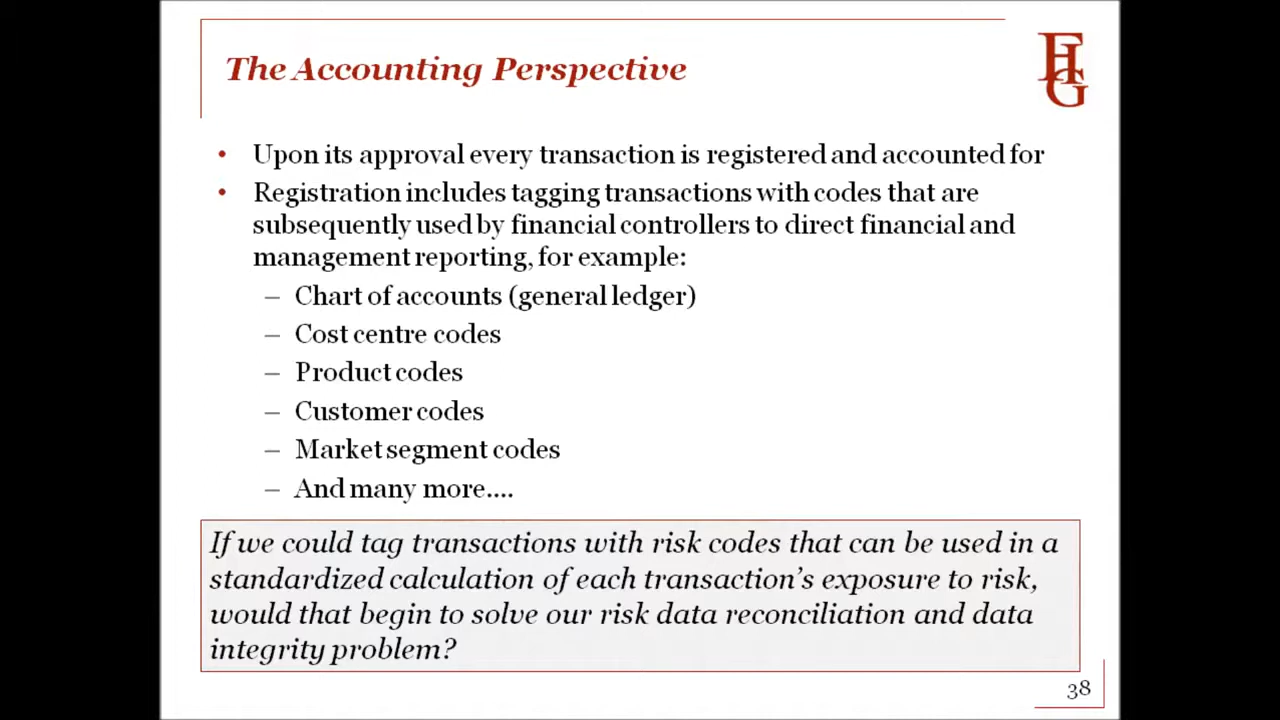 The Accounting Perspective
FHG
• Upon its approval every transaction is registered and accounted for
• Registration includes tagging transactions with codes that are
subsequently used by financial controllers to direct financial and
management reporting, for example:
– Chart of accounts (general ledger)
– Cost centre codes
– Product codes
– Customer codes
– Market segment codes
– And many more....
If we could tag transactions with risk codes that can be used in a
standardized calculation of each transaction's exposure to risk,
would that begin to solve our risk data reconciliation and data
integrity problem?
38